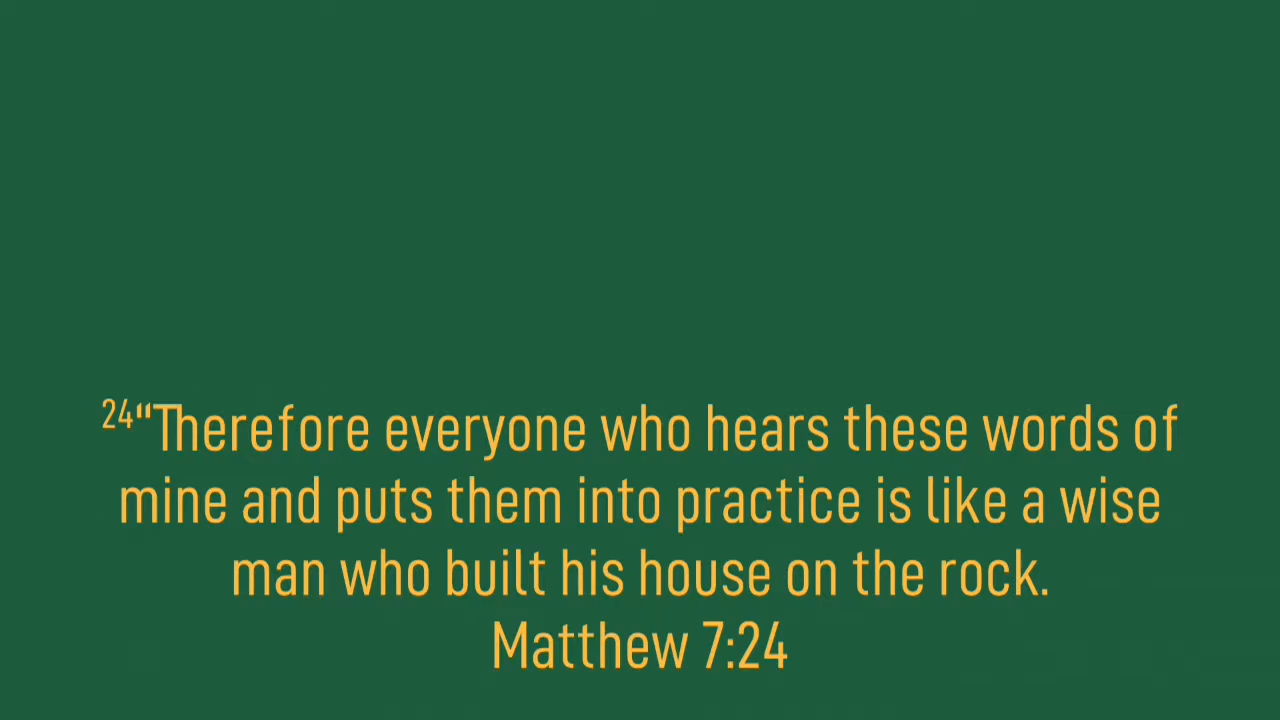 24“Therefore everyone who hears these words of
mine and puts them into practice is like a wise
man who built his house on the rock.
Matthew 7:24